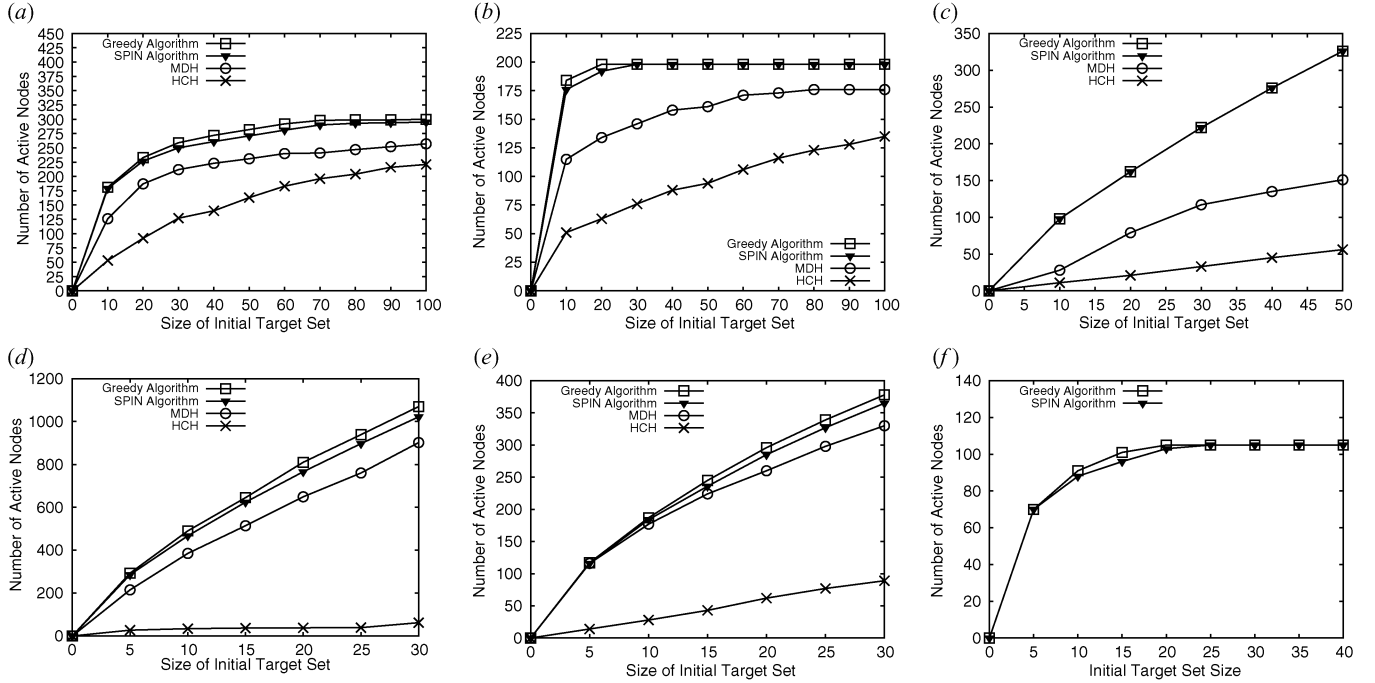 (a)
450
425
400
375
350
325
300
275
250
225
200
175
150
125
100
75
50
25
0
Number of Active Nodes
Greedy Algorithm
SPIN Algorithm
MDH
HCH
0 10 20 30 40 50 60 70 80 90 100
Size of Initial Target Set
(b)
225
200
175
150
125
100
75
50
25
0
Number of Active Nodes
Greedy Algorithm
SPIN Algorithm
MDH
HCH
0 10 20 30 40 50 60 70 80 90 100
Size of Initial Target Set
(c)
350
300
250
200
150
100
50
0
Number of Active Nodes
Greedy Algorithm
SPIN Algorithm
MDH
HCH
0 5 10 15 20 25 30 35 40 45 50
Size of Initial Target Set
(d)
1200
1000
800
600
400
200
0
Number of Active Nodes
Greedy Algorithm
SPIN Algorithm
MDH
HCH
0 5 10 15 20 25 30
Size of Initial Target Set
(e)
400
350
300
250
200
150
100
50
0
Number of Active Nodes
Greedy Algorithm
SPIN Algorithm
MDH
HCH
0 5 10 15 20 25 30
Size of Initial Target Set
(f)
140
120
100
80
60
40
20
0
Number of Active Nodes
Greedy Algorithm
SPIN Algorithm
0 5 10 15 20 25 30 35 40
Initial Target Set Size